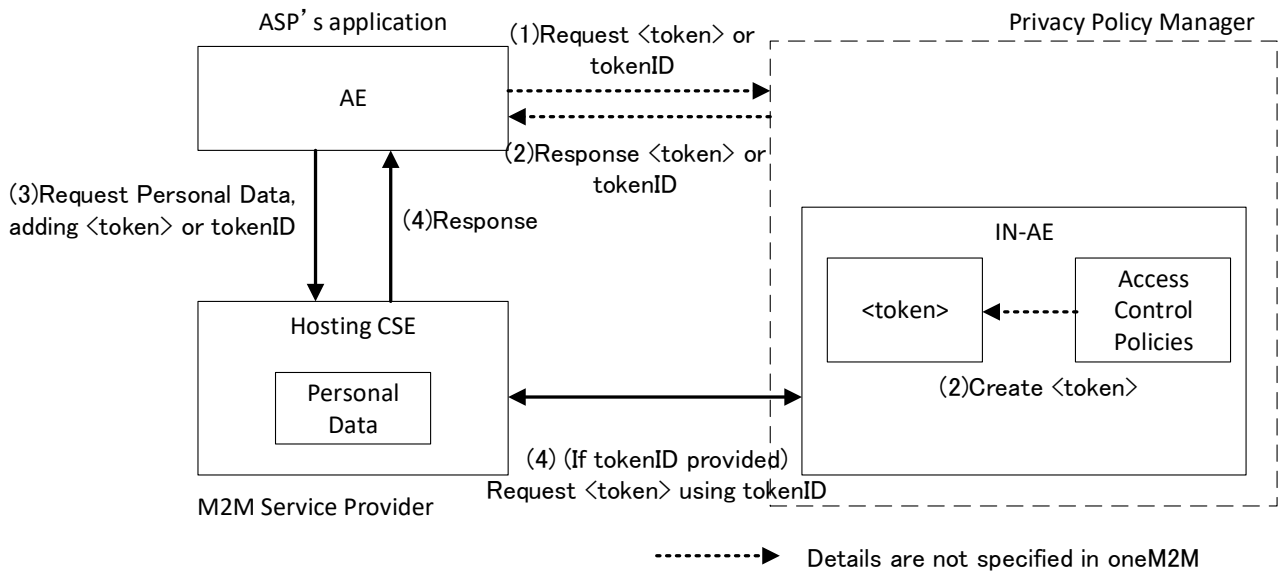 ASP’s application
Privacy Policy Manager
(1)Request <token> or
tokenID
AE
(2)Response <token> or
tokenID
(3)Request Personal Data,
adding <token> or tokenID
(4)Response
IN-AE
<token>
Access
Control
Policies
(2)Create <token>
Hosting CSE
Personal
Data
(4) (If tokenID provided)
Request <token> using tokenID
M2M Service Provider
Details are not specified in oneM2M